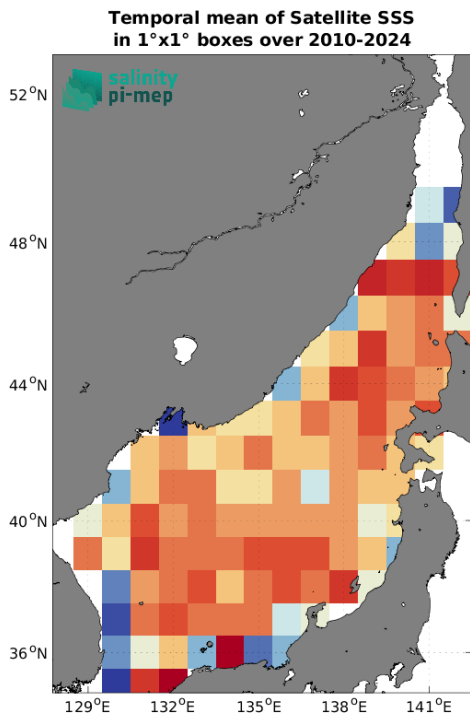 Temporal mean of Satellite SSS
in 1°x1° boxes over 2010-2024
salinity
pi-mep
52°N
48°N
44°N
40°N
36°N
129°E 132°E 135°E 138°E 141°E